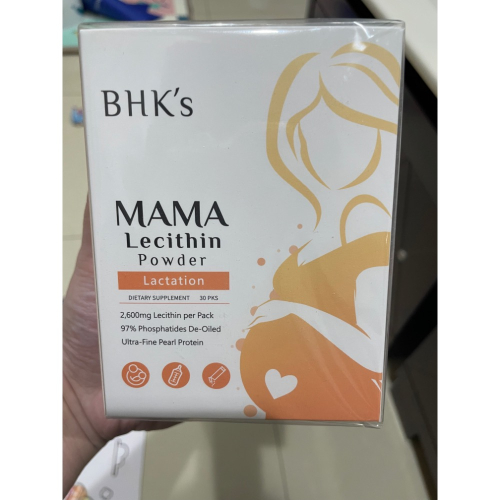 BHK's
MAMA
Lecithin
Powder
Lactation
DIETARY SUPPLEMENT 30 PKS
2,600mg Lecithin per Pack
97% Phosphatides De-Oiled
Ultra-Fine Pearl Protein